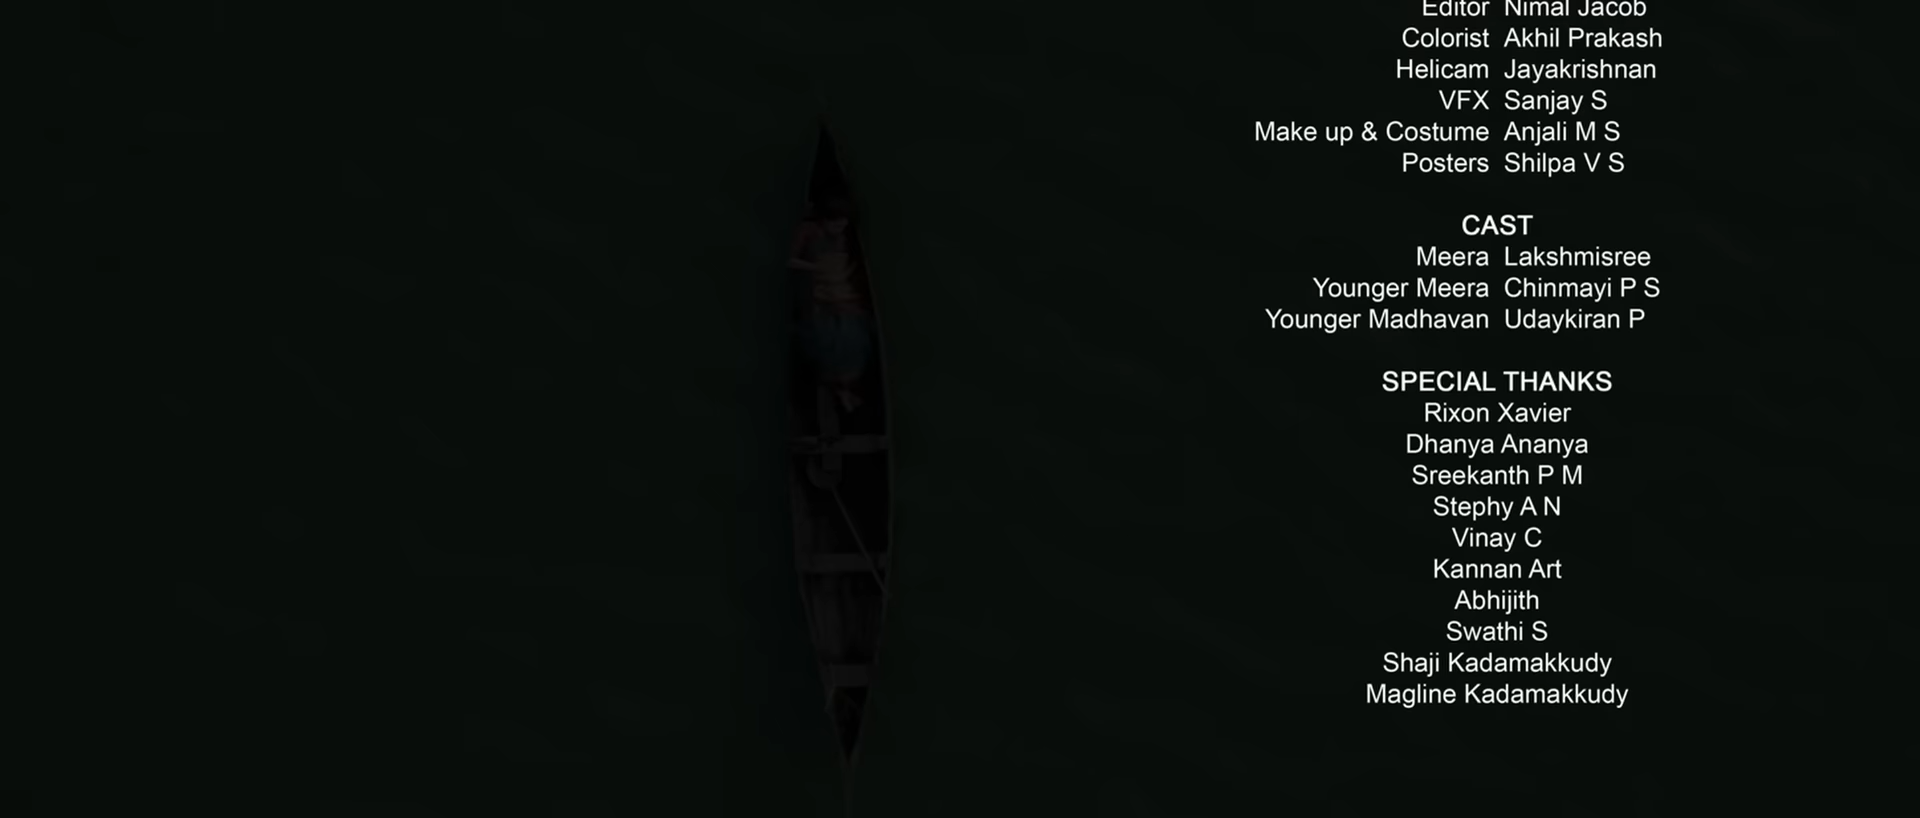 Editor Nimal Jacob
Colorist Akhil Prakash
Helicam Jayakrishnan
VFX Sanjay S
Make up & Costume Anjali M S
Posters Shilpa V S
CAST
Meera Lakshmisree
Younger Meera Chinmayi P S
Younger Madhavan Udaykiran P
SPECIAL THANKS
Rixon Xavier
Dhanya Ananya
Sreekanth P M
Stephy A N
Vinay C
Kannan Art
Abhijith
Swathi S
Shaji Kadamakkudy
Magline Kadamakkudy